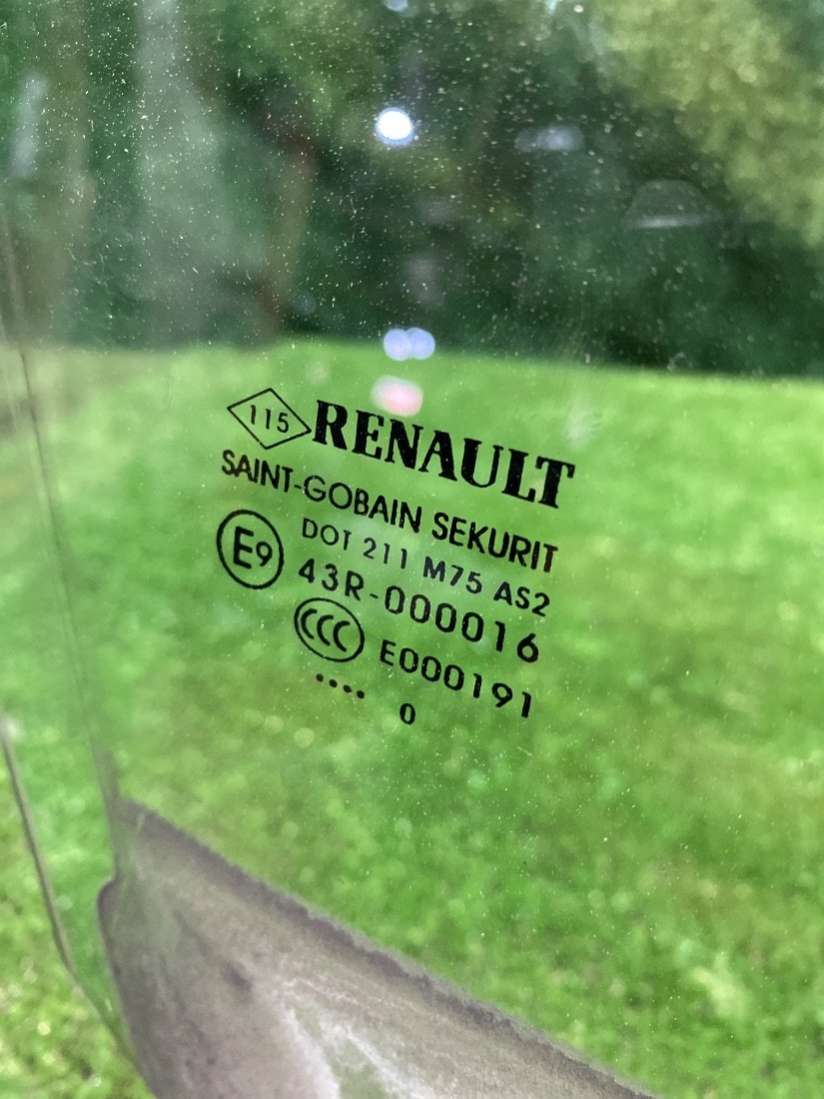 115 RENAULT
SAINT-GOBAIN SEKURIT
DOT 211 M75 AS2
E9 43R-000016
CCC E000191
.... 0